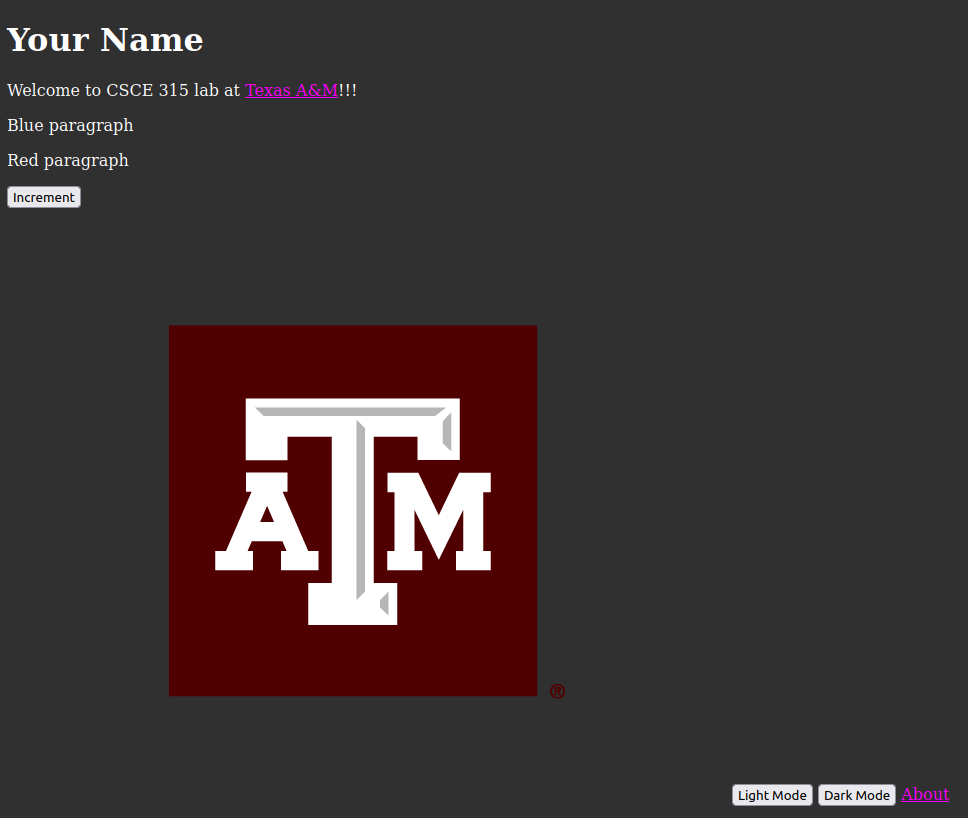 Your Name
Welcome to CSCE 315 lab at Texas A&M!!!
Blue paragraph
Red paragraph
Increment
ATM
®
Light Mode Dark Mode About